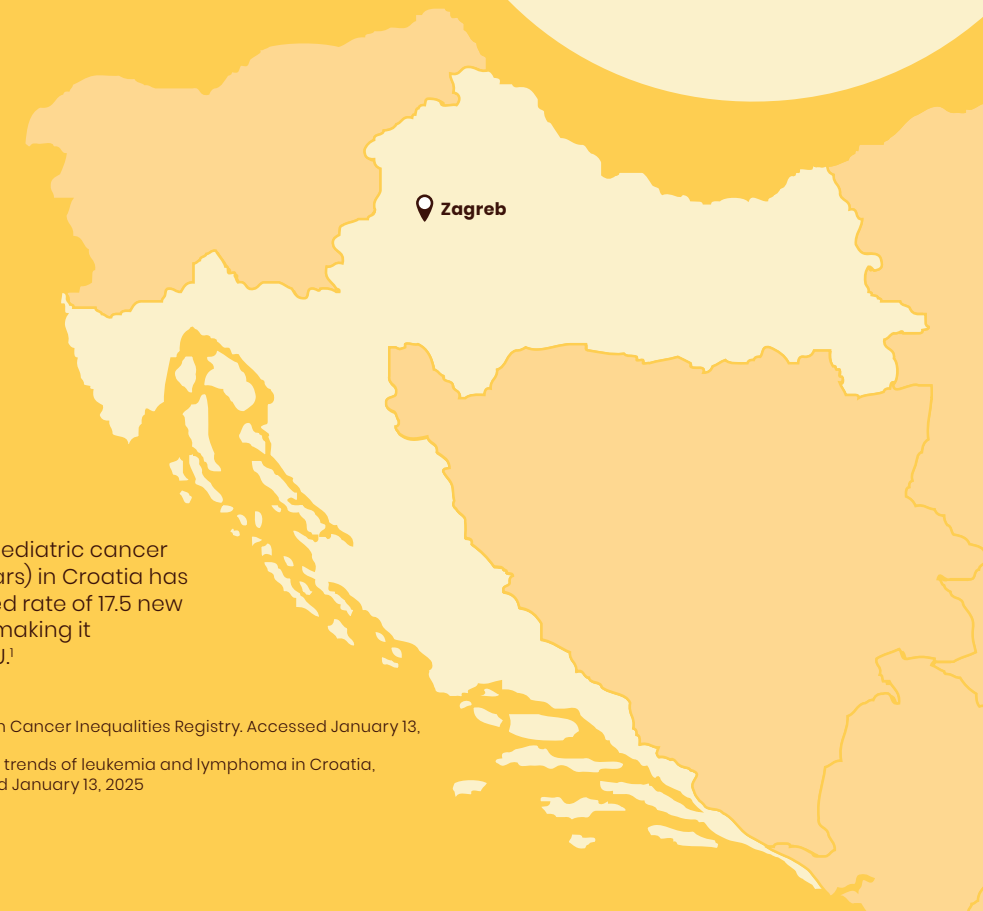 Zagreb
ediatric cancer
ars) in Croatia has
ed rate of 17.5 new
making it
J.¹
n Cancer Inequalities Registry. Accessed January 13,
trends of leukemia and lymphoma in Croatia,
d January 13, 2025